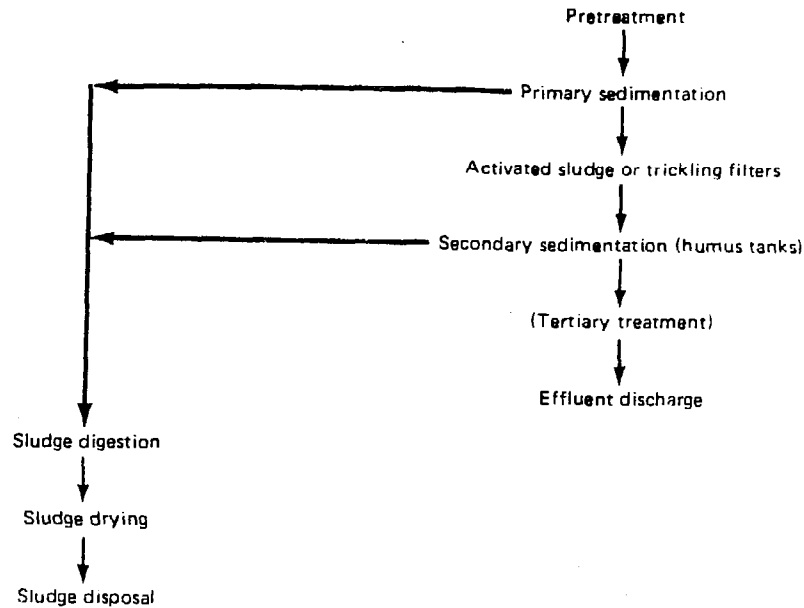 Pretreatment
Primary sedimentation
Activated sludge or trickling filters
Secondary sedimentation (humus tanks)
(Tertiary treatment)
Effluent discharge
Sludge digestion
Sludge drying
Sludge disposal